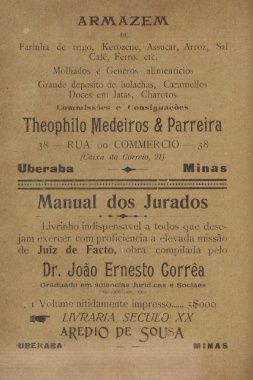 ARMAZEM
DE
Farinha de trigo, Kerozene, Assucar, Arroz, Sal
Café, Ferro. etc.
Molhados e Generos alimenticios
Grande deposito de bolachas, Caramellos
Doces em latas, Charutos
Commissões e Consignações
Theophilo Medeiros & Parreira
38 — RUA DO COMMERCIO — 38
(Caixa do Correio, 21)
Uberaba Minas
Manual dos Jurados
Livrinho indispensavel a todos que dese-
jam exercer com proficiencia a elevada missão
de Juiz de Facto, obra compilada pelo
Dr. João Ernesto Corrêa
Graduado em sciencias Juridicas e Sociaes
1 Volume nitidamente impresso...... 5$000
LIVRARIA SECULO XX
AREDIO DE SOUSA
UBERABA MINAS